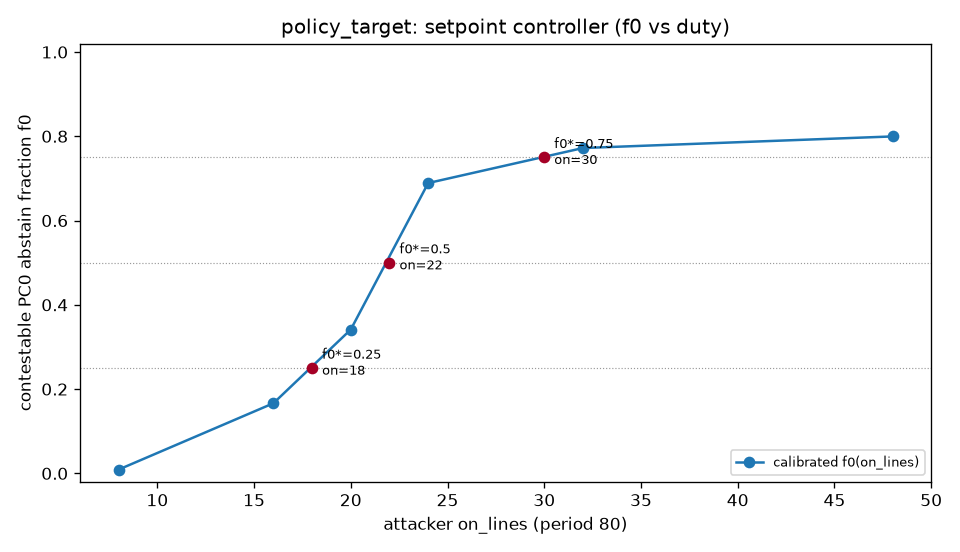 policy_target: setpoint controller (f0 vs duty)
contestable PC0 abstain fraction f0
1.0
0.8
0.6
0.4
0.2
0.0
f0*=0.75
on=30
f0*=0.5
on=22
f0*=0.25
on=18
calibrated f0(on_lines)
10
15
20
25
30
35
40
45
50
attacker on_lines (period 80)